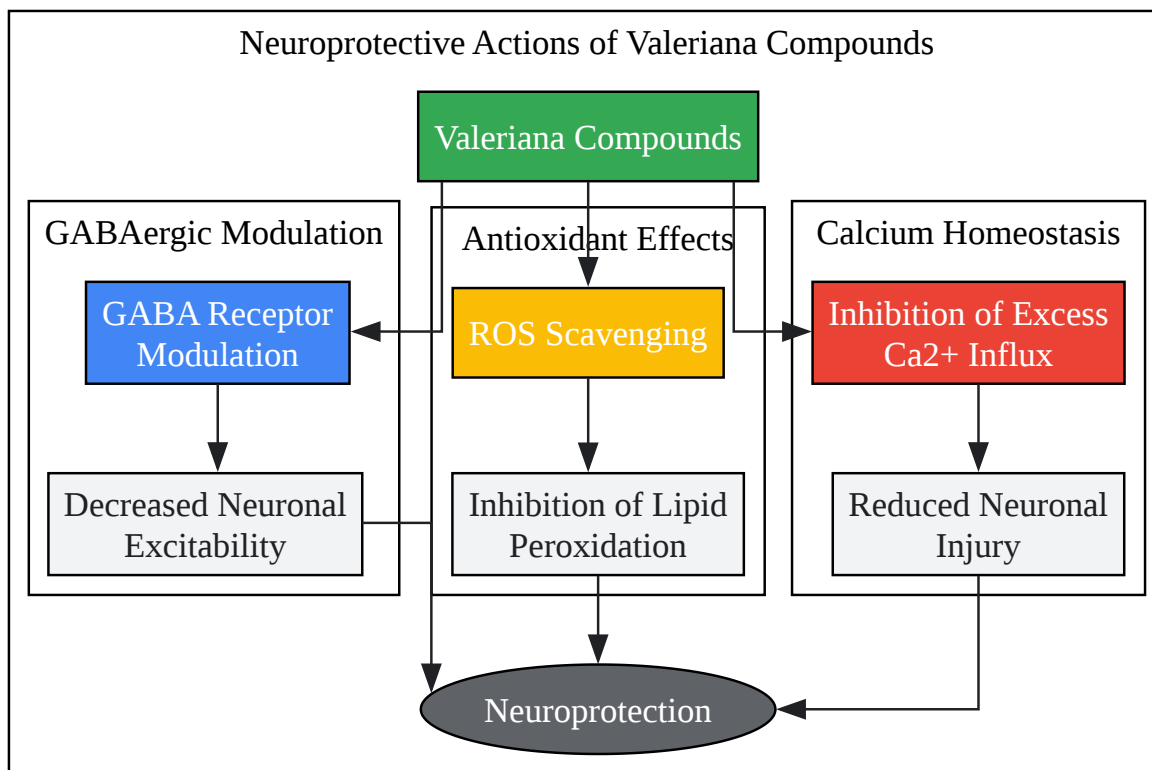 Neuroprotective Actions of Valeriana Compounds
Valeriana Compounds
GABAergic Modulation
GABA Receptor
Modulation
Decreased Neuronal
Excitability
Antioxidant Effects
ROS Scavenging
Inhibition of Lipid
Peroxidation
Calcium Homeostasis
Inhibition of Excess
Ca2+ Influx
Reduced Neuronal
Injury
Neuroprotection